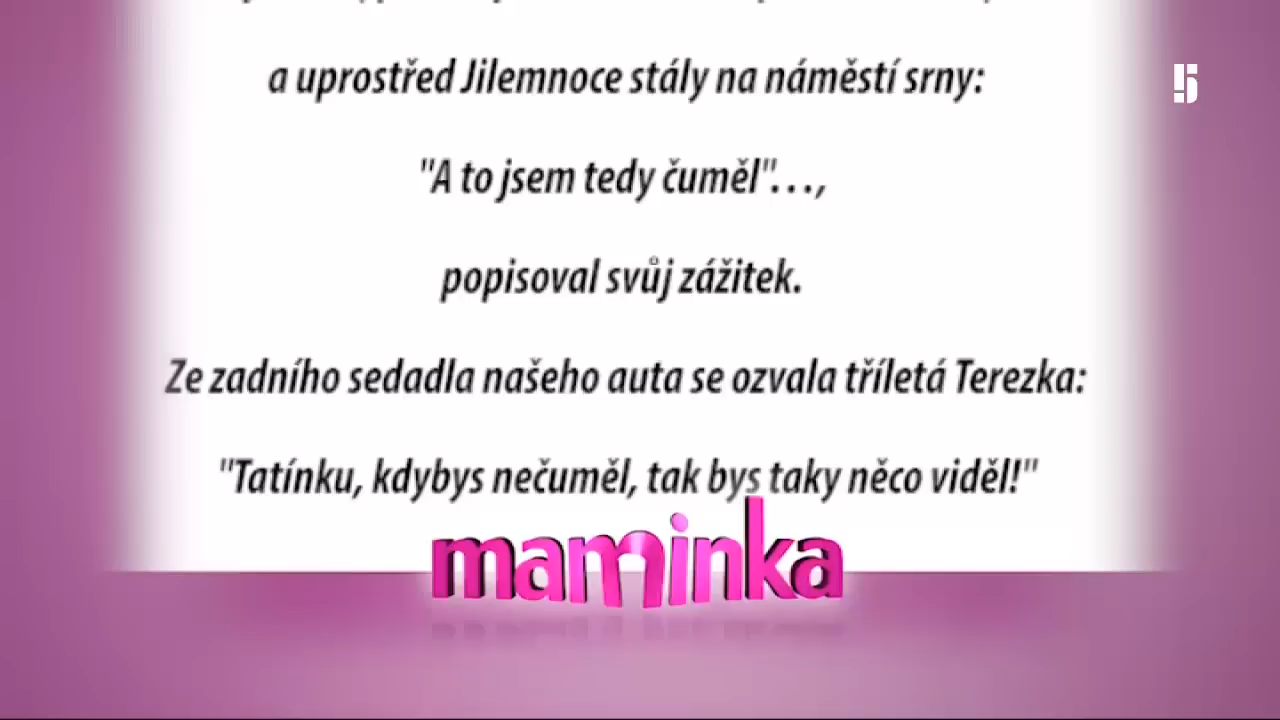 a uprostřed Jilemnoce stály na náměstí srny:
"A to jsem tedy čuměl"...,
popisoval svůj zážitek.
Ze zadního sedadla našeho auta se ozvala tříletá Terezka:
"Tatínku, kdybys nečuměl, tak bys taky něco viděl!"
maminka
5